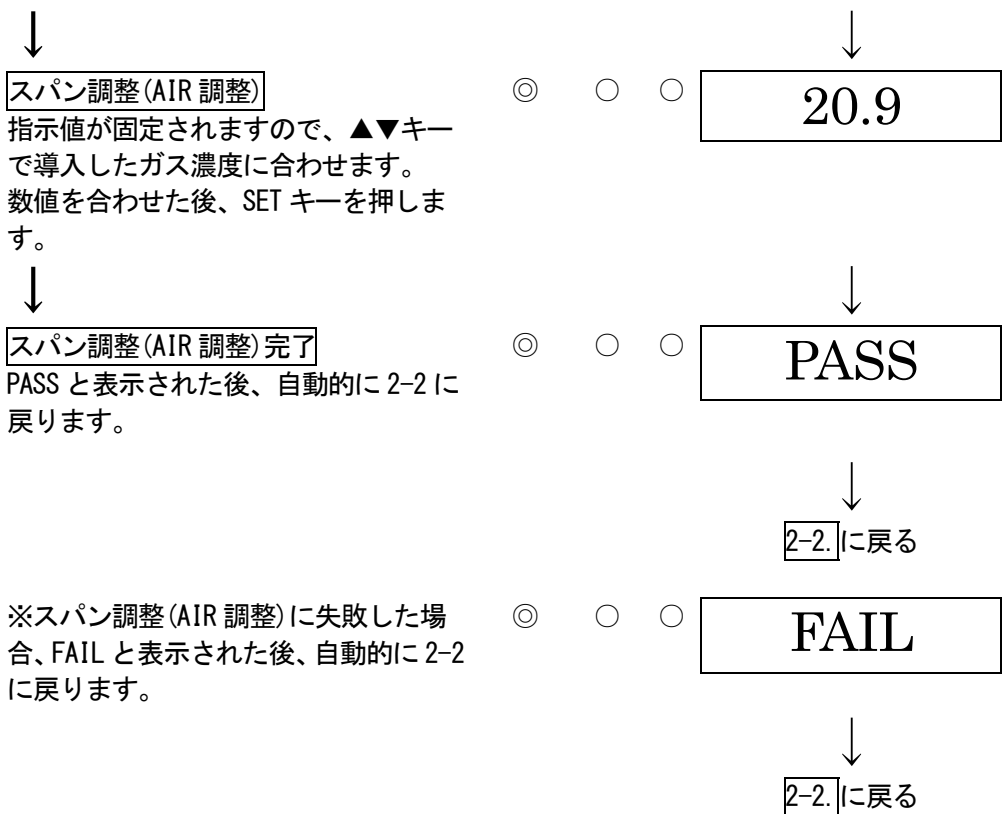 ↓ ↓
スパン調整(AIR 調整) ◎ ○ ○ 20.9
指示値が固定されますので、▲▼キー
で導入したガス濃度に合わせます。
数値を合わせた後、SET キーを押しま
す。
↓ ↓
スパン調整(AIR 調整)完了 ◎ ○ ○ PASS
PASS と表示された後、自動的に 2-2 に
戻ります。
↓
2-2.に戻る
※スパン調整(AIR 調整)に失敗した場 ◎ ○ ○ FAIL
合、FAIL と表示された後、自動的に 2-2
に戻ります。
↓
2-2.に戻る